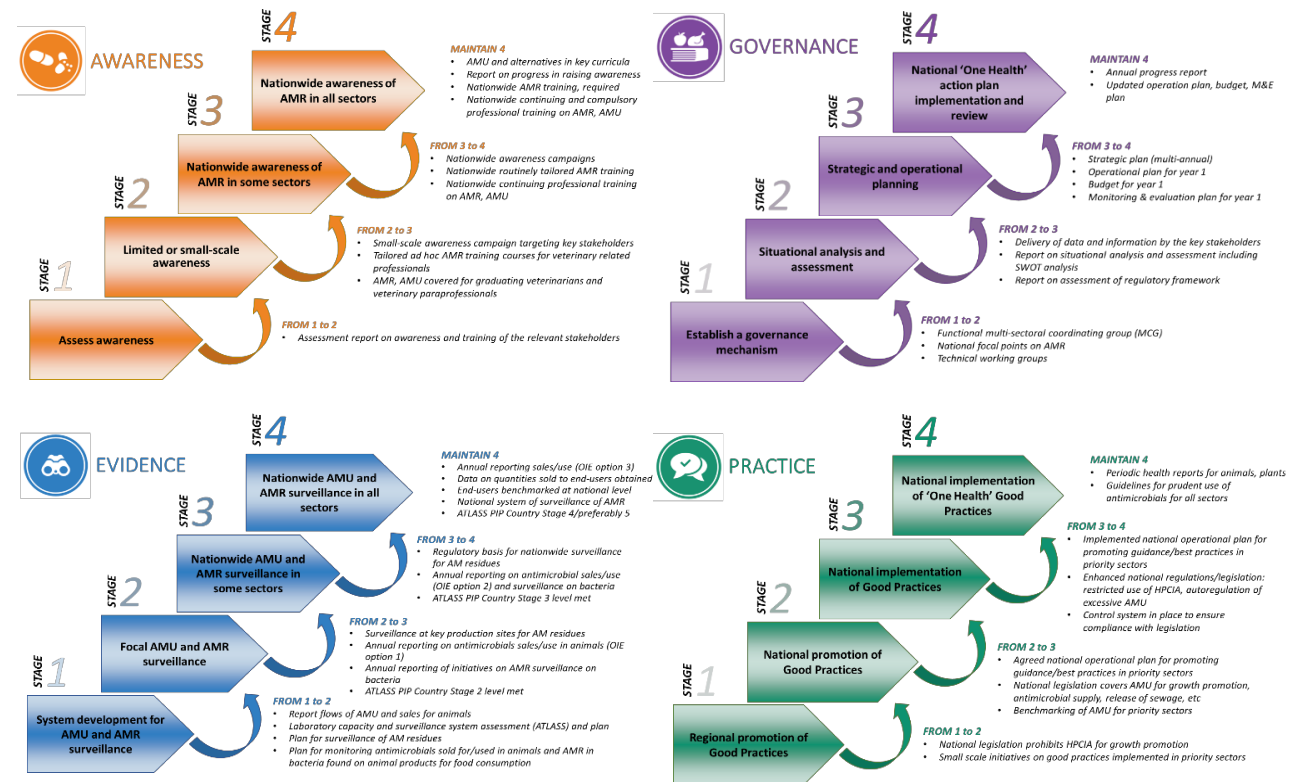 AWARENESS
STAGE 4
Nationwide awareness of
AMR in all sectors
MAINTAIN 4
• AMU and alternatives in key curricula
• Report on progress in raising awareness
• Nationwide AMR training, required
• Nationwide continuing and compulsory
professional training on AMR, AMU
STAGE 3
Nationwide awareness of
AMR in some sectors
FROM 3 to 4
• Nationwide awareness campaigns
• Nationwide routinely tailored AMR training
• Nationwide continuing professional training
on AMR, AMU
STAGE 2
Limited or small-scale
awareness
FROM 2 to 3
• Small-scale awareness campaign targeting key stakeholders
• Tailored ad hoc AMR training courses for veterinary related
professionals
• AMR, AMU covered for graduating veterinarians and
veterinary paraprofessionals
STAGE 1
Assess awareness
FROM 1 to 2
• Assessment report on awareness and training of the relevant stakeholders
GOVERNANCE
STAGE 4
National ‘One Health’
action plan
implementation and
review
MAINTAIN 4
• Annual progress report
• Updated operation plan, budget, M&E
plan
STAGE 3
Strategic and operational
planning
FROM 3 to 4
• Strategic plan (multi-annual)
• Operational plan for year 1
• Budget for year 1
• Monitoring & evaluation plan for year 1
STAGE 2
Situational analysis and
assessment
FROM 2 to 3
• Delivery of data and information by the key stakeholders
• Report on situational analysis and assessment including
SWOT analysis
• Report on assessment of regulatory framework
STAGE 1
Establish a governance
mechanism
FROM 1 to 2
• Functional multi-sectoral coordinating group (MCG)
• National focal points on AMR
• Technical working groups
EVIDENCE
STAGE 4
Nationwide AMU and
AMR surveillance in all
sectors
MAINTAIN 4
• Annual reporting sales/use (OIE option 3)
• Data on quantities sold to end-users obtained
• End-users benchmarked at national level
• National system of surveillance of AMR
• ATLASS PIP Country Stage 4/preferably 5
STAGE 3
Nationwide AMU and
AMR surveillance in
some sectors
FROM 3 to 4
• Regulatory basis for nationwide surveillance
for AM residues
• Annual reporting on antimicrobial sales/use
(OIE option 2) and surveillance on bacteria
• ATLASS PIP Country Stage 3 level met
STAGE 2
Focal AMU and AMR
surveillance
FROM 2 to 3
• Surveillance at key production sites for AM residues
• Annual reporting on antimicrobials sales/use in animals (OIE
option 1)
• Annual reporting of initiatives on AMR surveillance on
bacteria
• ATLASS PIP Country Stage 2 level met
STAGE 1
System development for
AMU and AMR
surveillance
FROM 1 to 2
• Report flows of AMU and sales for animals
• Laboratory capacity and surveillance system assessment (ATLASS) and plan
• Plan for surveillance of AM residues
• Plan for monitoring antimicrobials sold for/used in animals and AMR in
bacteria found on animal products for food consumption
PRACTICE
STAGE 4
National implementation
of ‘One Health’ Good
Practices
MAINTAIN 4
• Periodic health reports for animals, plants
• Guidelines for prudent use of
antimicrobials for all sectors
STAGE 3
National implementation
of Good Practices
FROM 3 to 4
• Implemented national operational plan for
promoting guidance/best practices in
priority sectors
• Enhanced national regulations/legislation:
restricted use of HPCIA, autoregulation of
excessive AMU
• Control system in place to ensure
compliance with legislation
STAGE 2
National promotion of
Good Practices
FROM 2 to 3
• Agreed national operational plan for promoting
guidance/best practices in priority sectors
• National legislation covers AMU for growth promotion,
antimicrobial supply, release of sewage, etc
• Benchmarking of AMU for priority sectors
STAGE 1
Regional promotion of
Good Practices
FROM 1 to 2
• National legislation prohibits HPCIA for growth promotion
• Small scale initiatives on good practices implemented in priority sectors